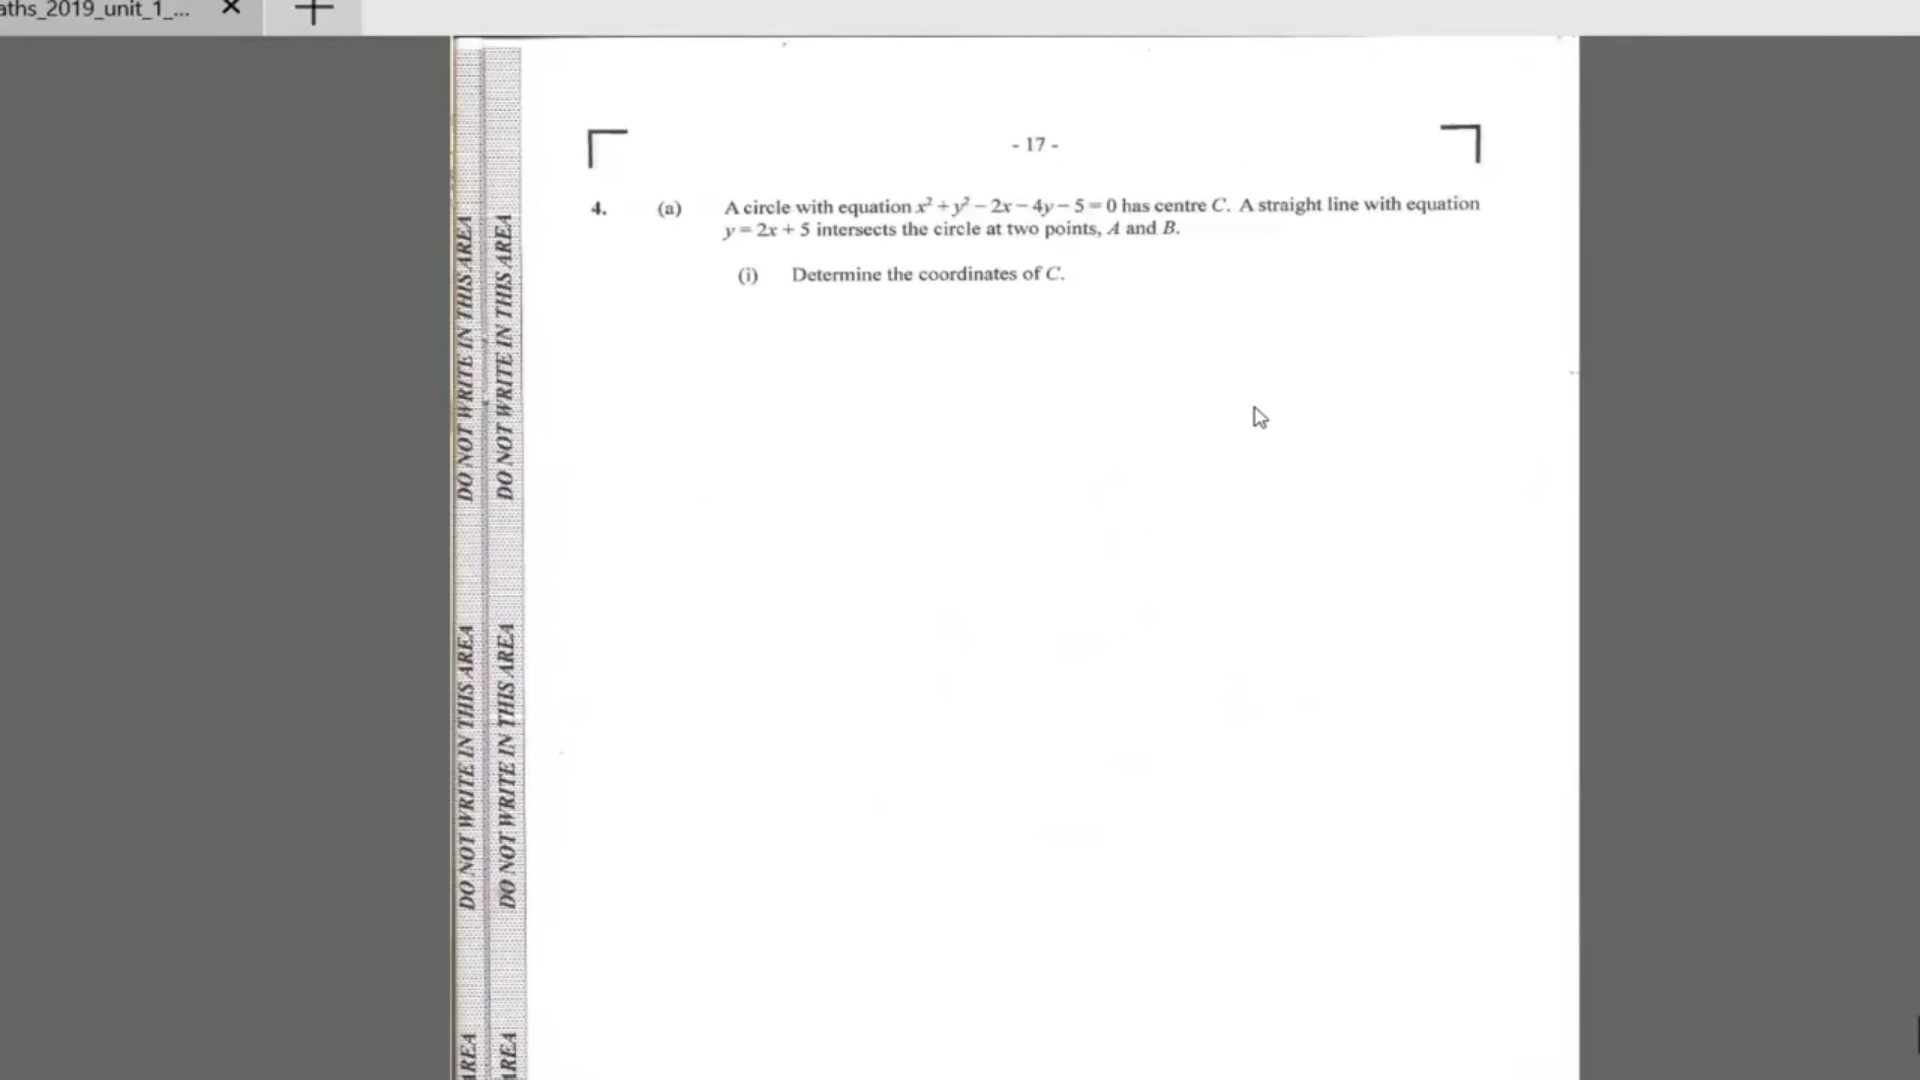 aths_2019_unit_1_...
- 17 -
4. (a) A circle with equation x² + y² – 2x – 4y – 5 = 0 has centre C. A straight line with equation
y = 2x + 5 intersects the circle at two points, A and B.
(i) Determine the coordinates of C.
DO NOT WRITE IN THIS AREA
DO NOT WRITE IN THIS AREA
DO NOT WRITE IN THIS AREA
DO NOT WRITE IN THIS AREA
AREA
AREA